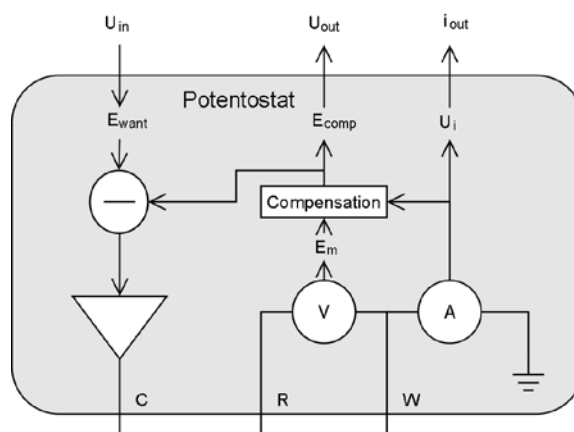 Uin Uout iout
Potentostat
Ewant Ecomp Ui
Compensation
Em
V A
C R W